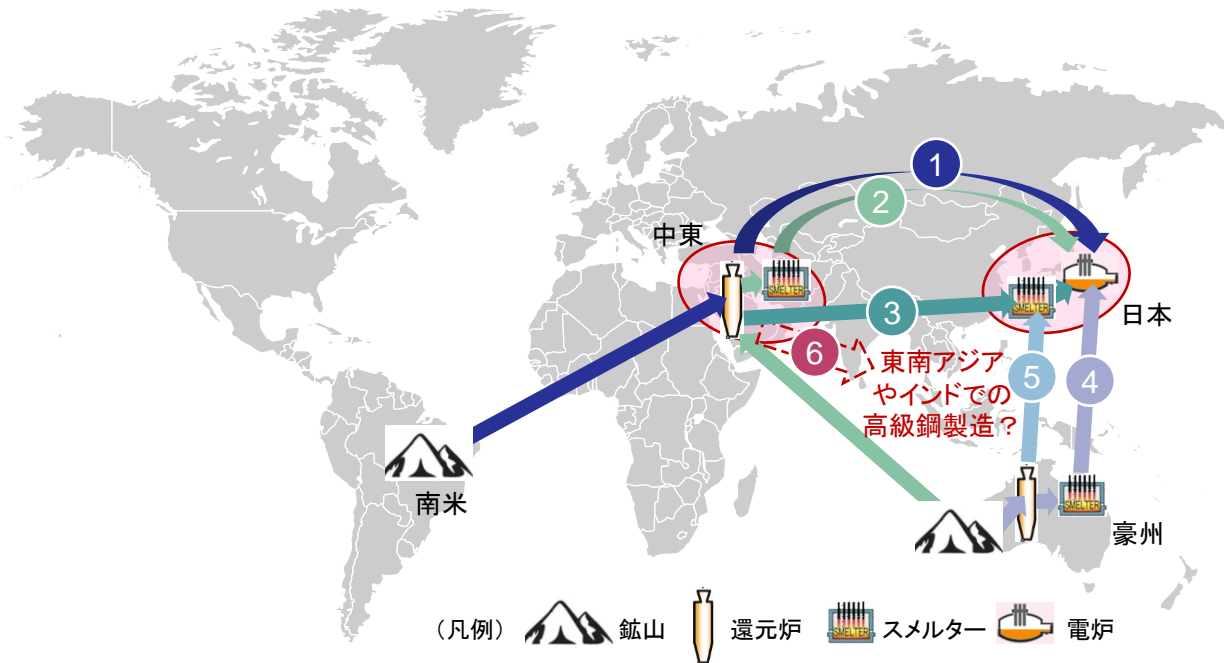 1
2
中東
SMELTER
SMELTER
3
日本
6
東南アジア
やインドでの
高級鋼製造？
5
4
南米
SMELTER
豪州
（凡例）
鉱山
還元炉
SMELTER
スメルター
電炉